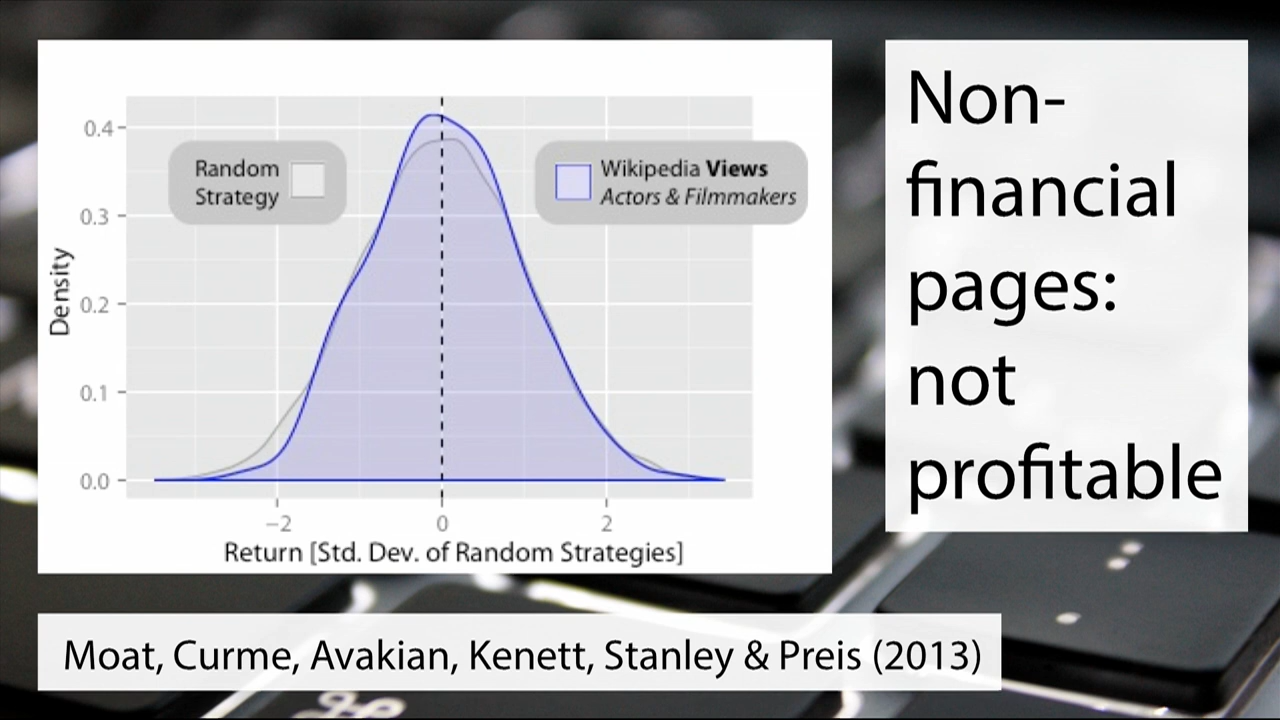 Non-
financial
pages:
not
profitable
Random
Strategy
Wikipedia Views
Actors & Filmmakers
Density
0.4
0.3
0.2
0.1
0.0
−2
0
2
Return [Std. Dev. of Random Strategies]
Moat, Curme, Avakian, Kenett, Stanley & Preis (2013)